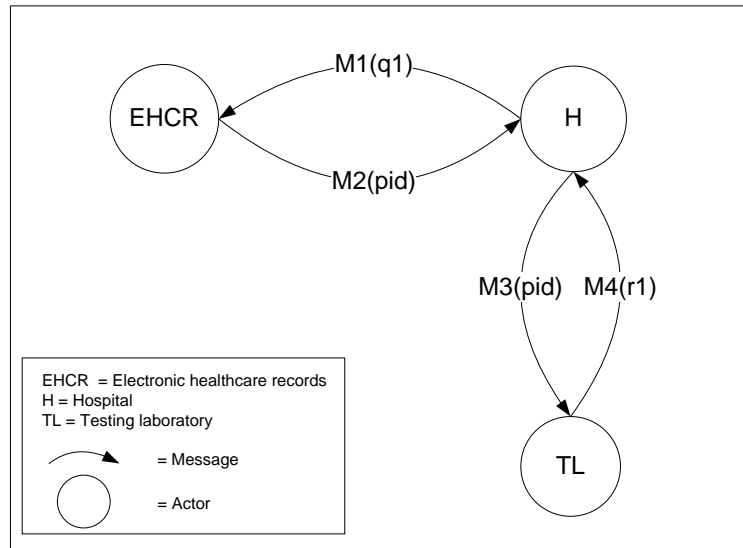 M1(q1)
EHCR
H
M2(pid)
M3(pid)
M4(r1)
EHCR = Electronic healthcare records
H = Hospital
TL = Testing laboratory
= Message
TL
= Actor